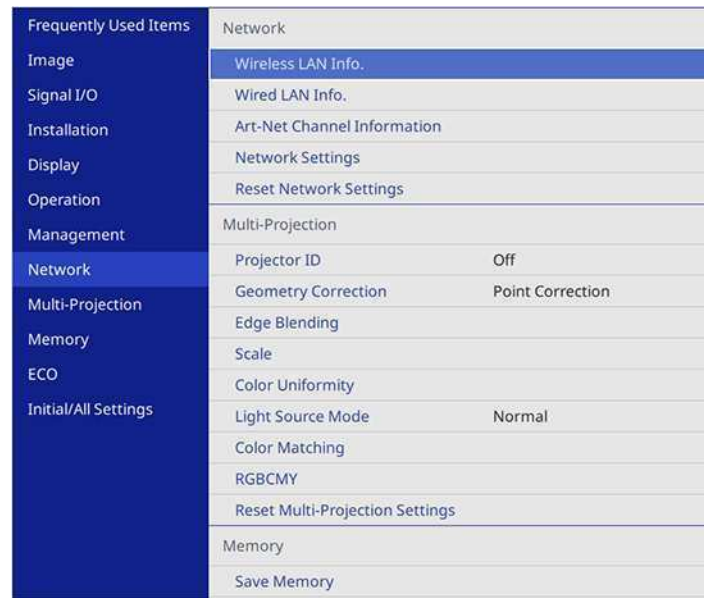 Frequently Used Items
Image
Signal I/O
Installation
Display
Operation
Management
Network
Multi-Projection
Memory
ECO
Initial/All Settings
Network
Wireless LAN Info.
Wired LAN Info.
Art-Net Channel Information
Network Settings
Reset Network Settings
Multi-Projection
Projector ID Off
Geometry Correction Point Correction
Edge Blending
Scale
Color Uniformity
Light Source Mode Normal
Color Matching
RGBCMY
Reset Multi-Projection Settings
Memory
Save Memory